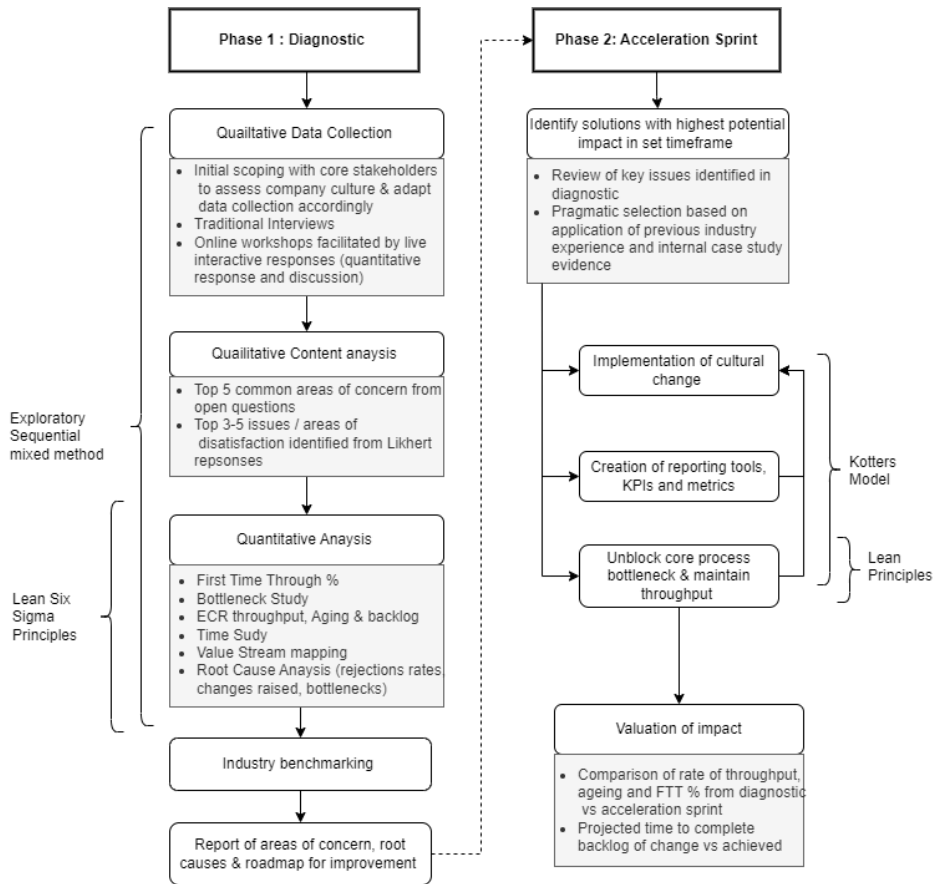 Phase 1 : Diagnostic
Quailtative Data Collection
Initial scoping with core stakeholders
to assess company culture & adapt
data collection accordingly
Traditional Interviews
Online workshops facilitated by live
interactive responses (quantitative
response and discussion)
Quailitative Content anaysis
Top 5 common areas of concern from
open questions
Top 3-5 issues / areas of
disatisfaction identified from Likhert
repsonses
Exploratory
Sequential
mixed method
Quantitative Anaysis
First Time Through %
Bottleneck Study
ECR throughput, Aging & backlog
Time Sudy
Value Stream mapping
Root Cause Anaysis (rejections rates,
changes raised, bottlenecks)
Lean Six
Sigma
Principles
Industry benchmarking
Report of areas of concern, root
causes & roadmap for improvement
Phase 2: Acceleration Sprint
Identify solutions with highest potential
impact in set timeframe
Review of key issues identified in
diagnostic
Pragmatic selection based on
application of previous industry
experience and internal case study
evidence
Implementation of cultural
change
Creation of reporting tools,
KPIs and metrics
Unblock core process
bottleneck & maintain
throughput
Kotters
Model
Lean
Principles
Valuation of impact
Comparison of rate of throughput,
ageing and FTT % from diagnostic
vs acceleration sprint
Projected time to complete
backlog of change vs achieved